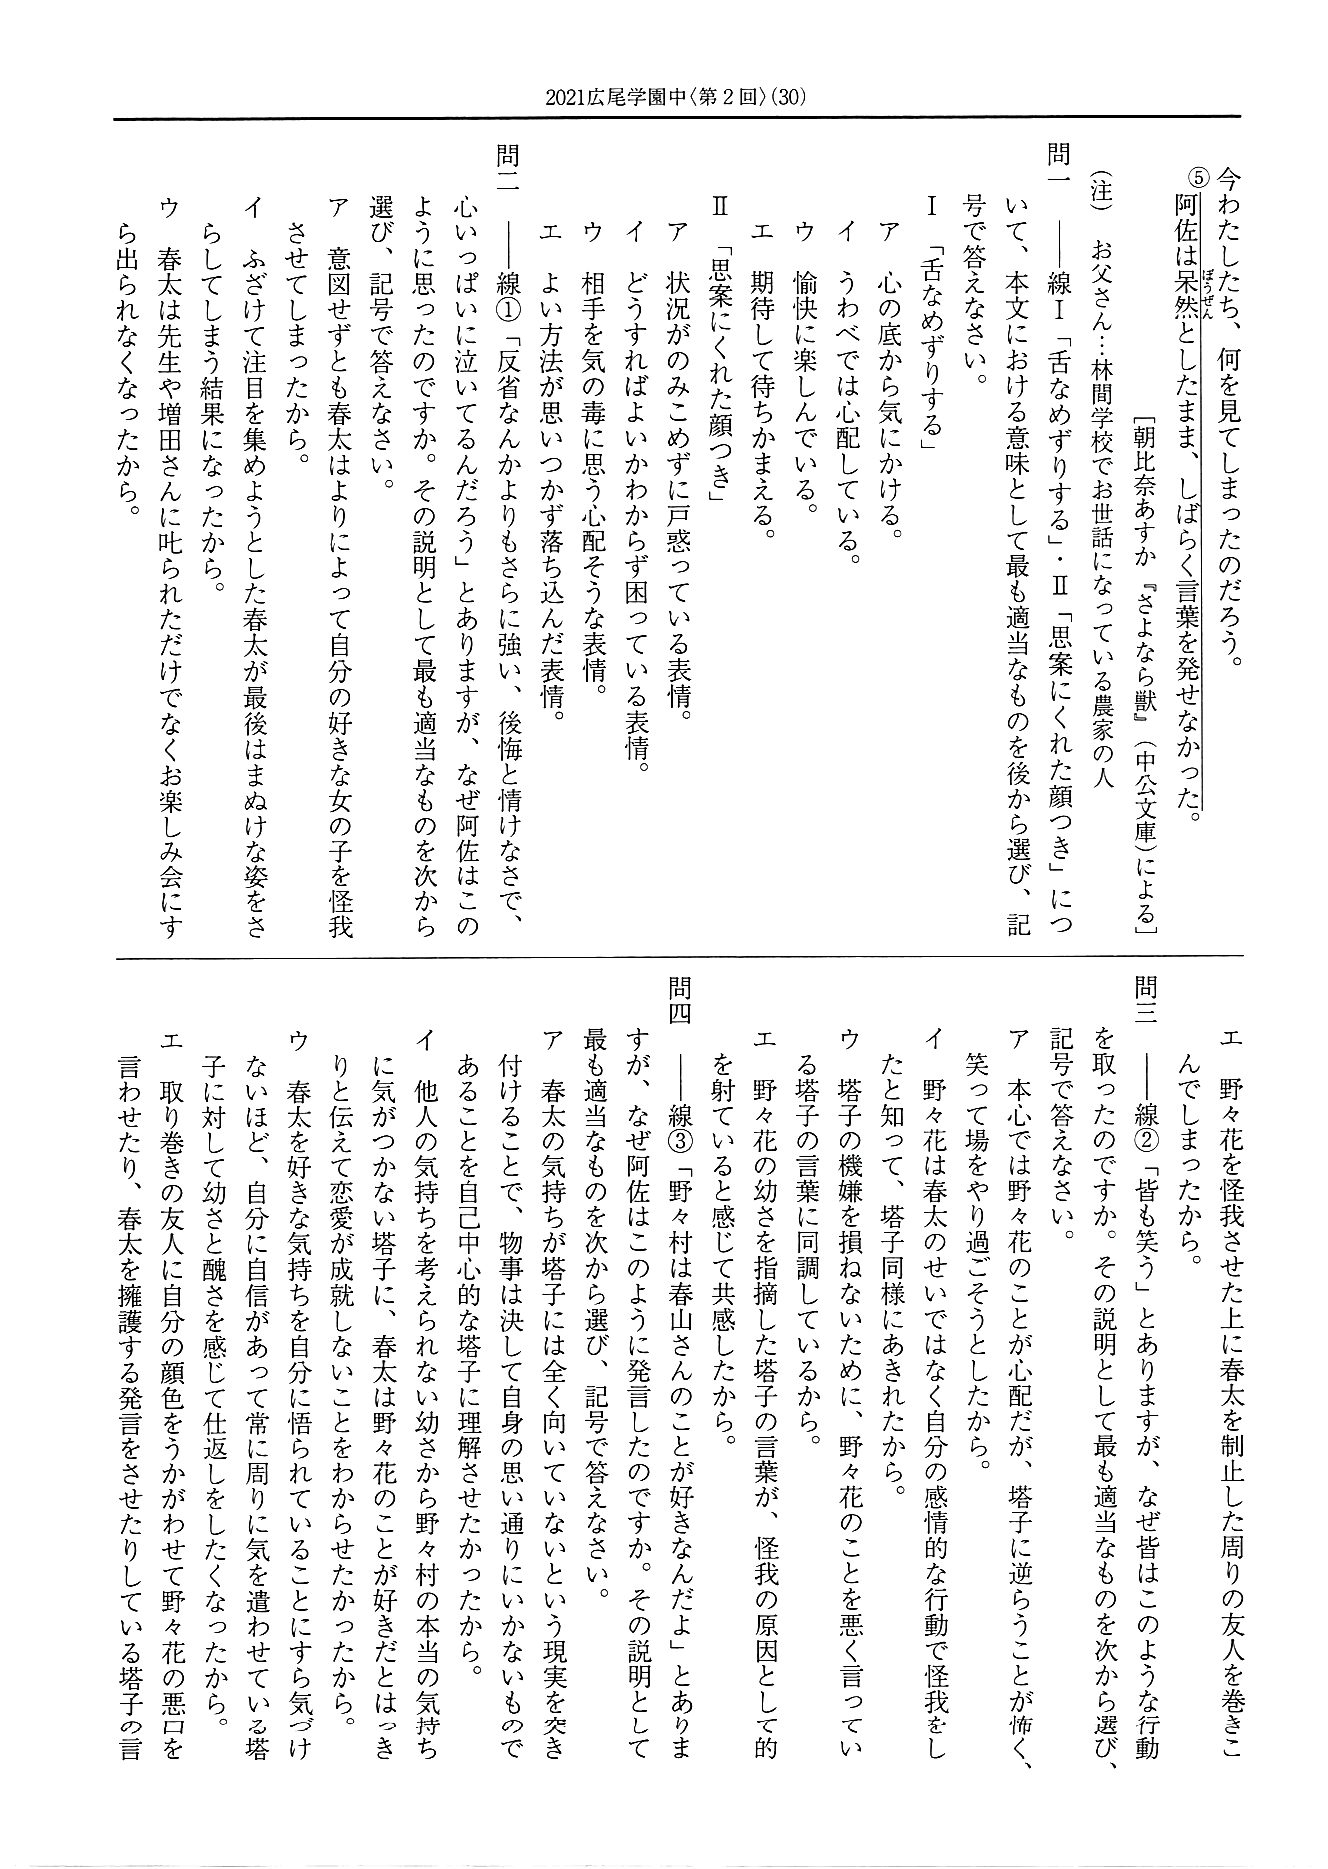 2021広尾学園中〈第2回〉(30)
今わたしたち、何を見てしまったのだろう。
⑤阿佐は呆然としたまま、しばらく言葉を発せなかった。
ぼうぜん
［朝比奈あすか『さよなら獣』（中公文庫）による］
（注）　お父さん…林間学校でお世話になっている農家の人
問一　――線Ⅰ「舌なめずりする」・Ⅱ「思案にくれた顔つき」につ
いて、本文における意味として最も適当なものを後から選び、記
号で答えなさい。
Ⅰ　「舌なめずりする」
ア　心の底から気にかける。
イ　うわべでは心配している。
ウ　愉快に楽しんでいる。
エ　期待して待ちかまえる。
Ⅱ　「思案にくれた顔つき」
ア　状況がのみこめずに戸惑っている表情。
イ　どうすればよいかわからず困っている表情。
ウ　相手を気の毒に思う心配そうな表情。
エ　よい方法が思いつかず落ち込んだ表情。
問二　――線①「反省なんかよりもさらに強い、後悔と情けなさで、
心いっぱいに泣いてるんだろう」とありますが、なぜ阿佐はこの
ように思ったのですか。その説明として最も適当なものを次から
選び、記号で答えなさい。
ア　意図せずとも春太はよりによって自分の好きな女の子を怪我
させてしまったから。
イ　ふざけて注目を集めようとした春太が最後はまぬけな姿をさ
らしてしまう結果になったから。
ウ　春太は先生や増田さんに叱られただけでなくお楽しみ会にす
ら出られなくなったから。
エ　野々花を怪我させた上に春太を制止した周りの友人を巻きこ
んでしまったから。
問三　――線②「皆も笑う」とありますが、なぜ皆はこのような行動
を取ったのですか。その説明として最も適当なものを次から選び、
記号で答えなさい。
ア　本心では野々花のことが心配だが、塔子に逆らうことが怖く、
笑って場をやり過ごそうとしたから。
イ　野々花は春太のせいではなく自分の感情的な行動で怪我をし
たと知って、塔子同様にあきれたから。
ウ　塔子の機嫌を損ねないために、野々花のことを悪く言ってい
る塔子の言葉に同調しているから。
エ　野々花の幼さを指摘した塔子の言葉が、怪我の原因として的
を射ていると感じて共感したから。
問四　――線③「野々村は春山さんのことが好きなんだよ」とありま
すが、なぜ阿佐はこのように発言したのですか。その説明として
最も適当なものを次から選び、記号で答えなさい。
ア　春太の気持ちが塔子には全く向いていないという現実を突き
付けることで、物事は決して自身の思い通りにいかないもので
あることを自己中心的な塔子に理解させたかったから。
イ　他人の気持ちを考えられない幼さから野々村の本当の気持ち
に気がつかない塔子に、春太は野々花のことが好きだとはっき
りと伝えて恋愛が成就しないことをわからせたかったから。
ウ　春太を好きな気持ちを自分に悟られていることにすら気づけ
ないほど、自分に自信があって常に周りに気を遣わせている塔
子に対して幼さと醜さを感じて仕返しをしたくなったから。
エ　取り巻きの友人に自分の顔色をうかがわせて野々花の悪口を
言わせたり、春太を擁護する発言をさせたりしている塔子の言